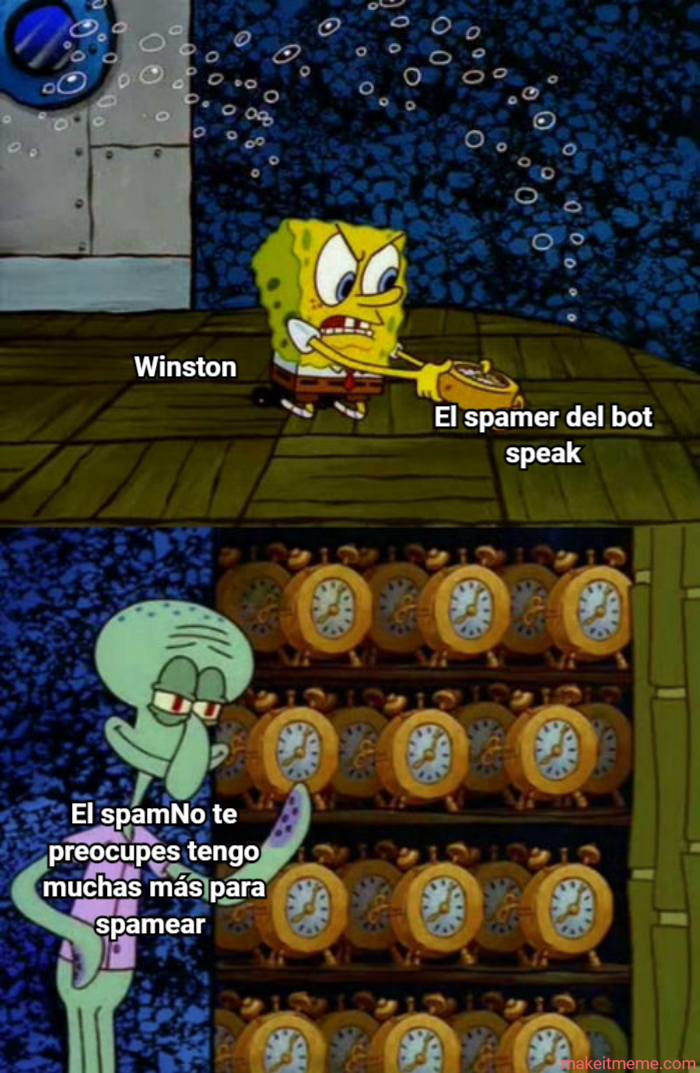 Winston
El spamer del bot
speak
El spamNo te
preocupes tengo
muchas más para
spamear
makeitmeme.com